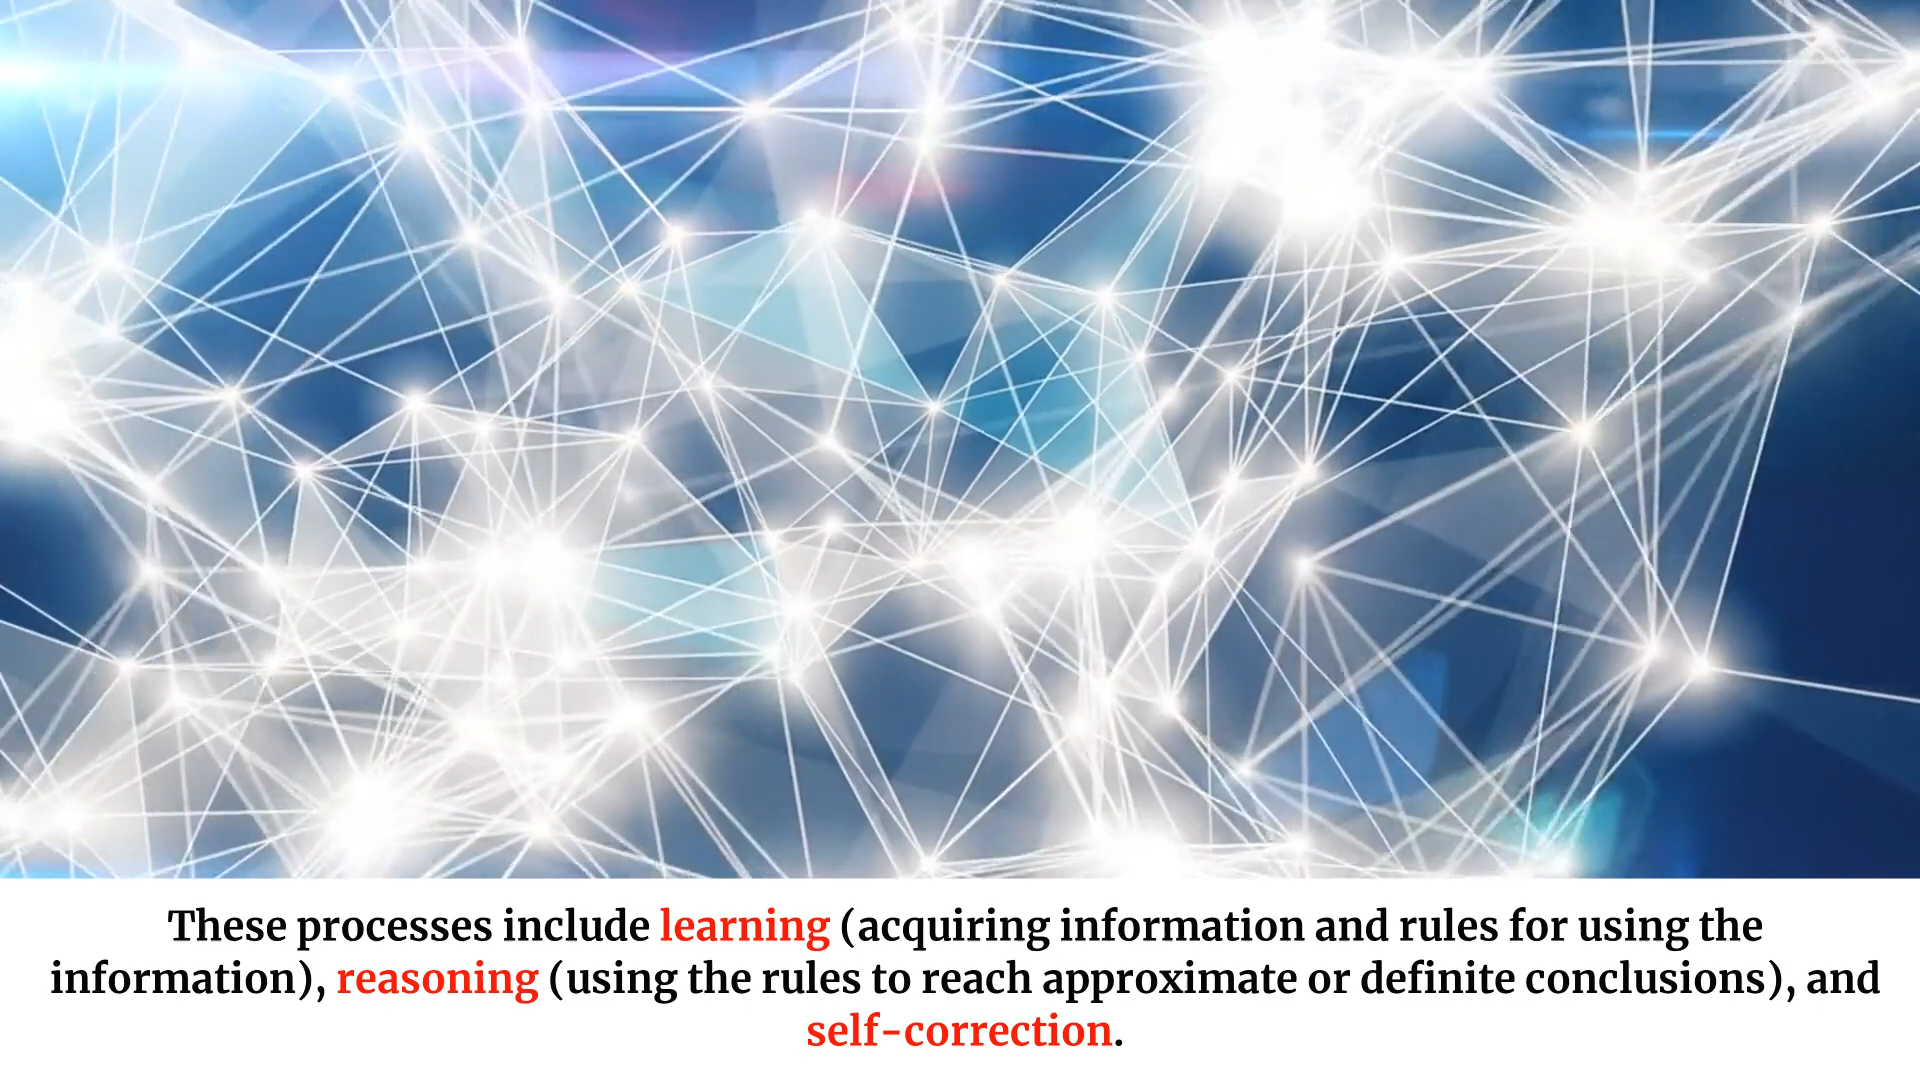 These processes include learning (acquiring information and rules for using the
information), reasoning (using the rules to reach approximate or definite conclusions), and
self-correction.